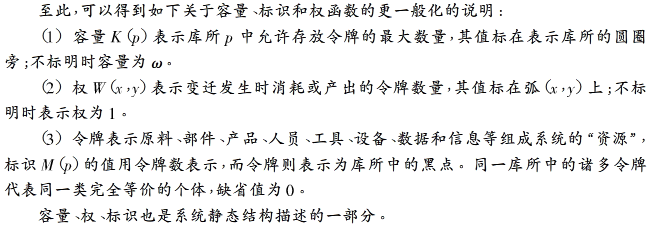 至此,可以得到如下关于容量、标识和权函数的更一般化的说明:
(1) 容量 K(p)表示库所 p 中允许存放令牌的最大数量,其值标在表示库所的圆圈
旁;不标明时容量为 ω。
(2) 权 W(x,y)表示变迁发生时消耗或产出的令牌数量,其值标在弧(x,y)上;不标
明时表示权为 1。
(3) 令牌表示原料、部件、产品、人员、工具、设备、数据和信息等组成系统的“资源”,
标识 M(p)的值用令牌数表示,而令牌则表示为库所中的黑点。同一库所中的诸多令牌
代表同一类完全等价的个体,缺省值为 0。
容量、权、标识也是系统静态结构描述的一部分。